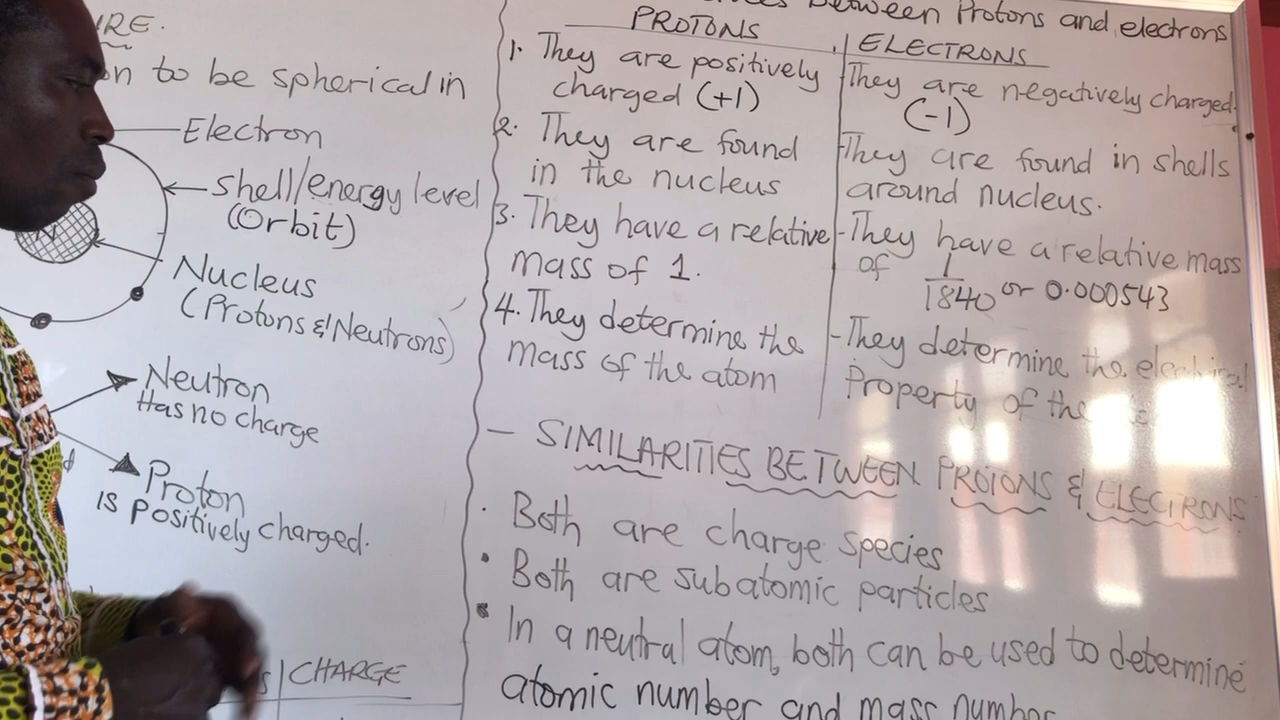 RE.
on to be spherical in
Electron
Shell/energy level
(Orbit)
Nucleus
(Protons & Neutrons)
Neutron
Has no charge
Proton
is positively charged.
CHARGE
between Protons and electrons
PROTONS
1. They are positively
charged (+1)
2. They are found
in the nucleus
3. They have a relative
mass of 1.
4. They determine the
mass of the atom
ELECTRONS
They are negatively charged
(-1)
They are found in shells
around nucleus.
-They have a relative mass
of 1/1840 or 0.000543
-They determine the electrical
Property of the
- SIMILARITIES BETWEEN PROTONS & ELECTRONS
· Both are charge species
• Both are subatomic particles
• In a neutral atom, both can be used to determine
atomic number and mass number